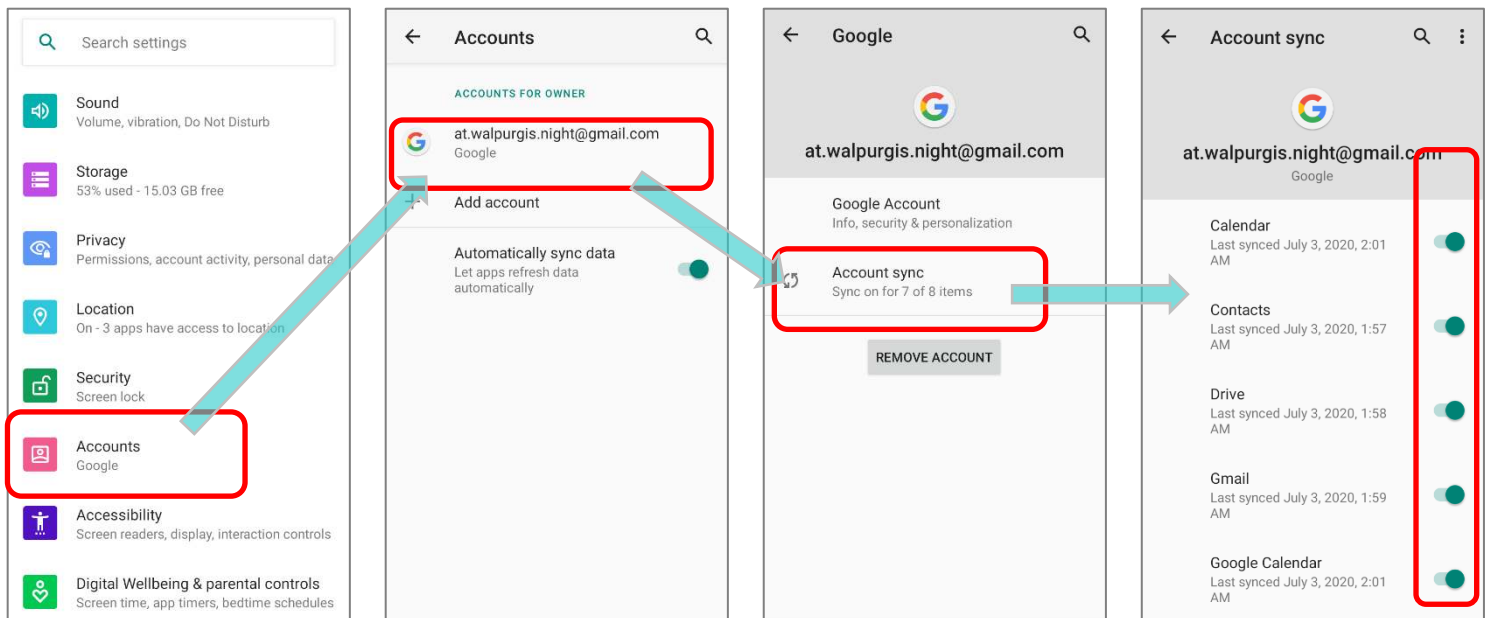 Search settings
Sound
Volume, vibration, Do Not Disturb
Storage
53% used - 15.03 GB free
Privacy
Permissions, account activity, personal data
Location
On - 3 apps have access to location
Security
Screen lock
Accounts
Google
Accessibility
Screen readers, display, interaction controls
Digital Wellbeing & parental controls
Screen time, app timers, bedtime schedules
Accounts
ACCOUNTS FOR OWNER
at.walpurgis.night@gmail.com
Google
Add account
Automatically sync data
Let apps refresh data
automatically
Google
at.walpurgis.night@gmail.com
Google Account
Info, security & personalization
Account sync
Sync on for 7 of 8 items
REMOVE ACCOUNT
Account sync
at.walpurgis.night@gmail.com
Google
Calendar
Last synced July 3, 2020, 2:01
AM
Contacts
Last synced July 3, 2020, 1:57
AM
Drive
Last synced July 3, 2020, 1:58
AM
Gmail
Last synced July 3, 2020, 1:59
AM
Google Calendar
Last synced July 3, 2020, 2:01
AM